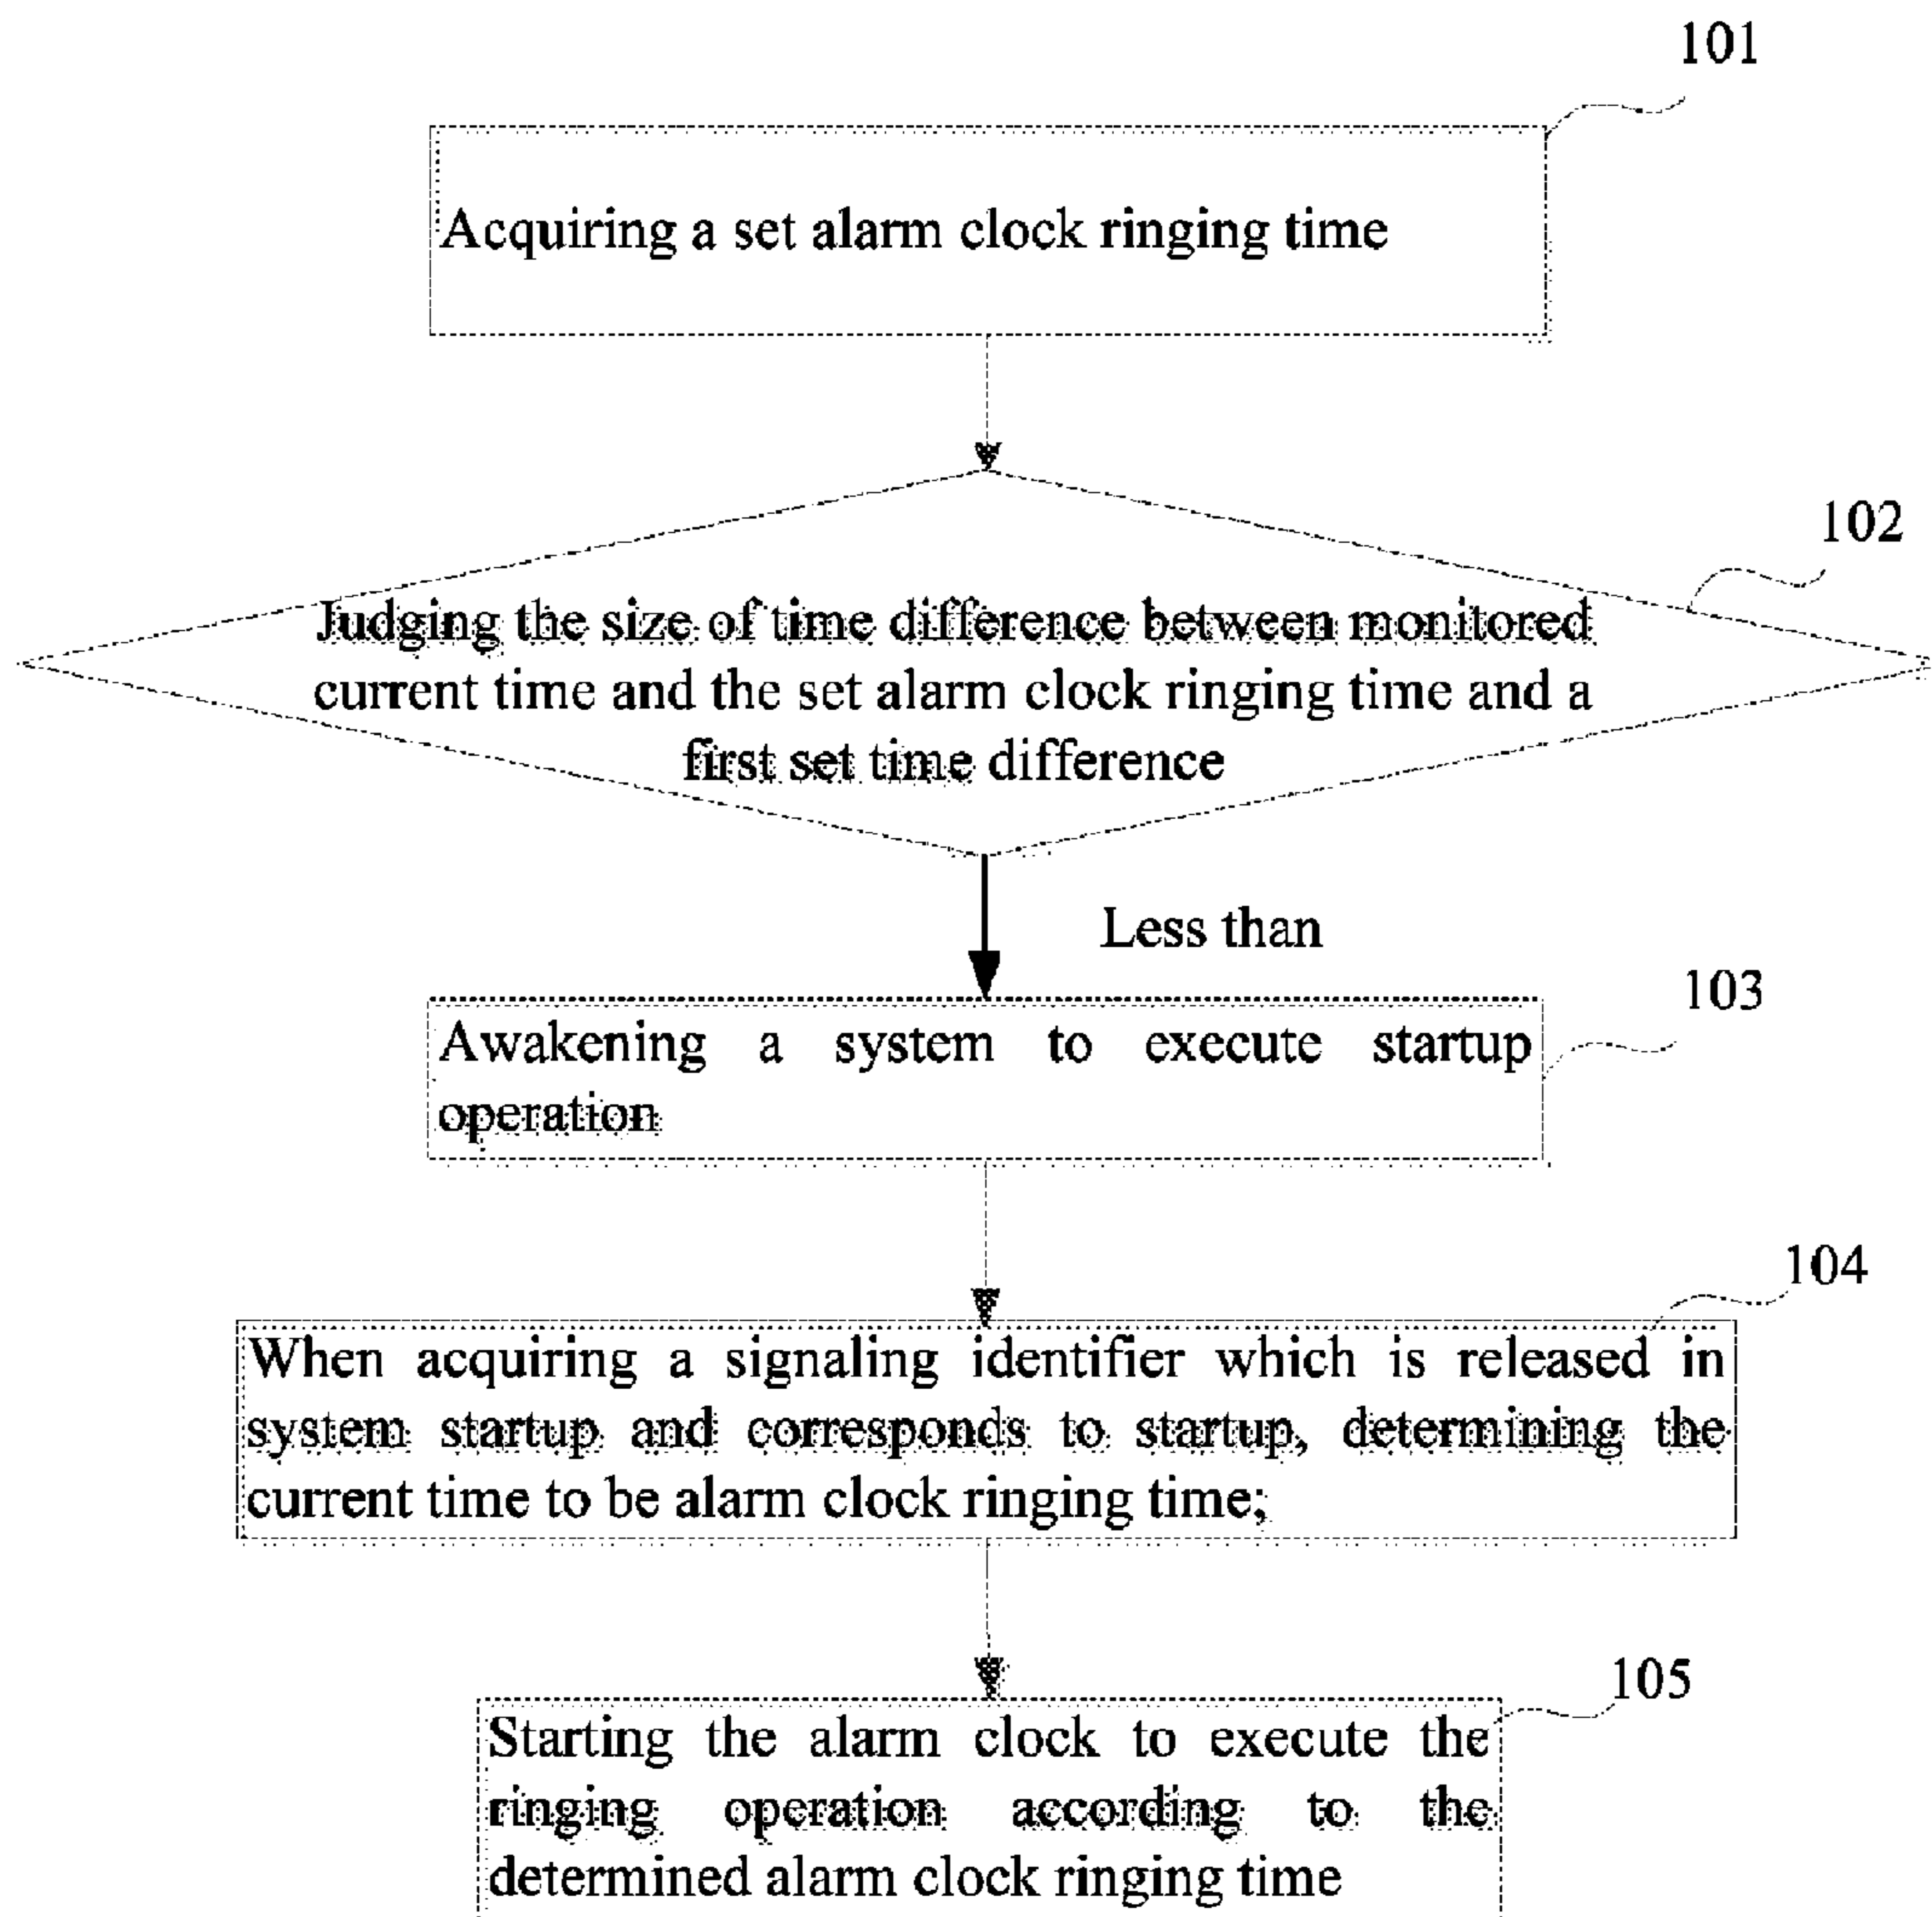 101
Acquiring a set alarm clock ringing time
102
Judging the size of time difference between monitored
current time and the set alarm clock ringing time and a
first set time difference
Less than
103
Awakening a system to execute startup
operation
104
When acquiring a signaling identifier which is released in
system startup and corresponds to startup, determining the
current time to be alarm clock ringing time;
105
Starting the alarm clock to execute the
ringing operation according to the
determined alarm clock ringing time